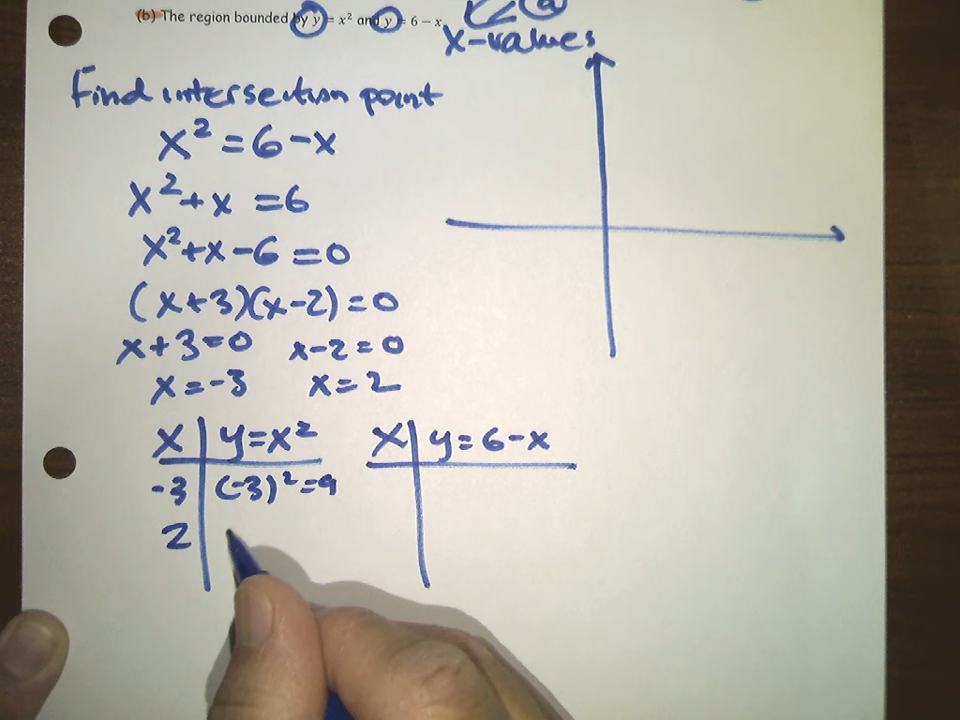 (b) The region bounded by y = x² and y = 6 – x
x-values
Find intersection point
x² = 6 - x
x² + x = 6
x² + x - 6 = 0
(x+3)(x-2) = 0
x+3=0 x-2=0
x=-3 x=2
x y=x² x y=6-x
-3 (-3)²=9
2